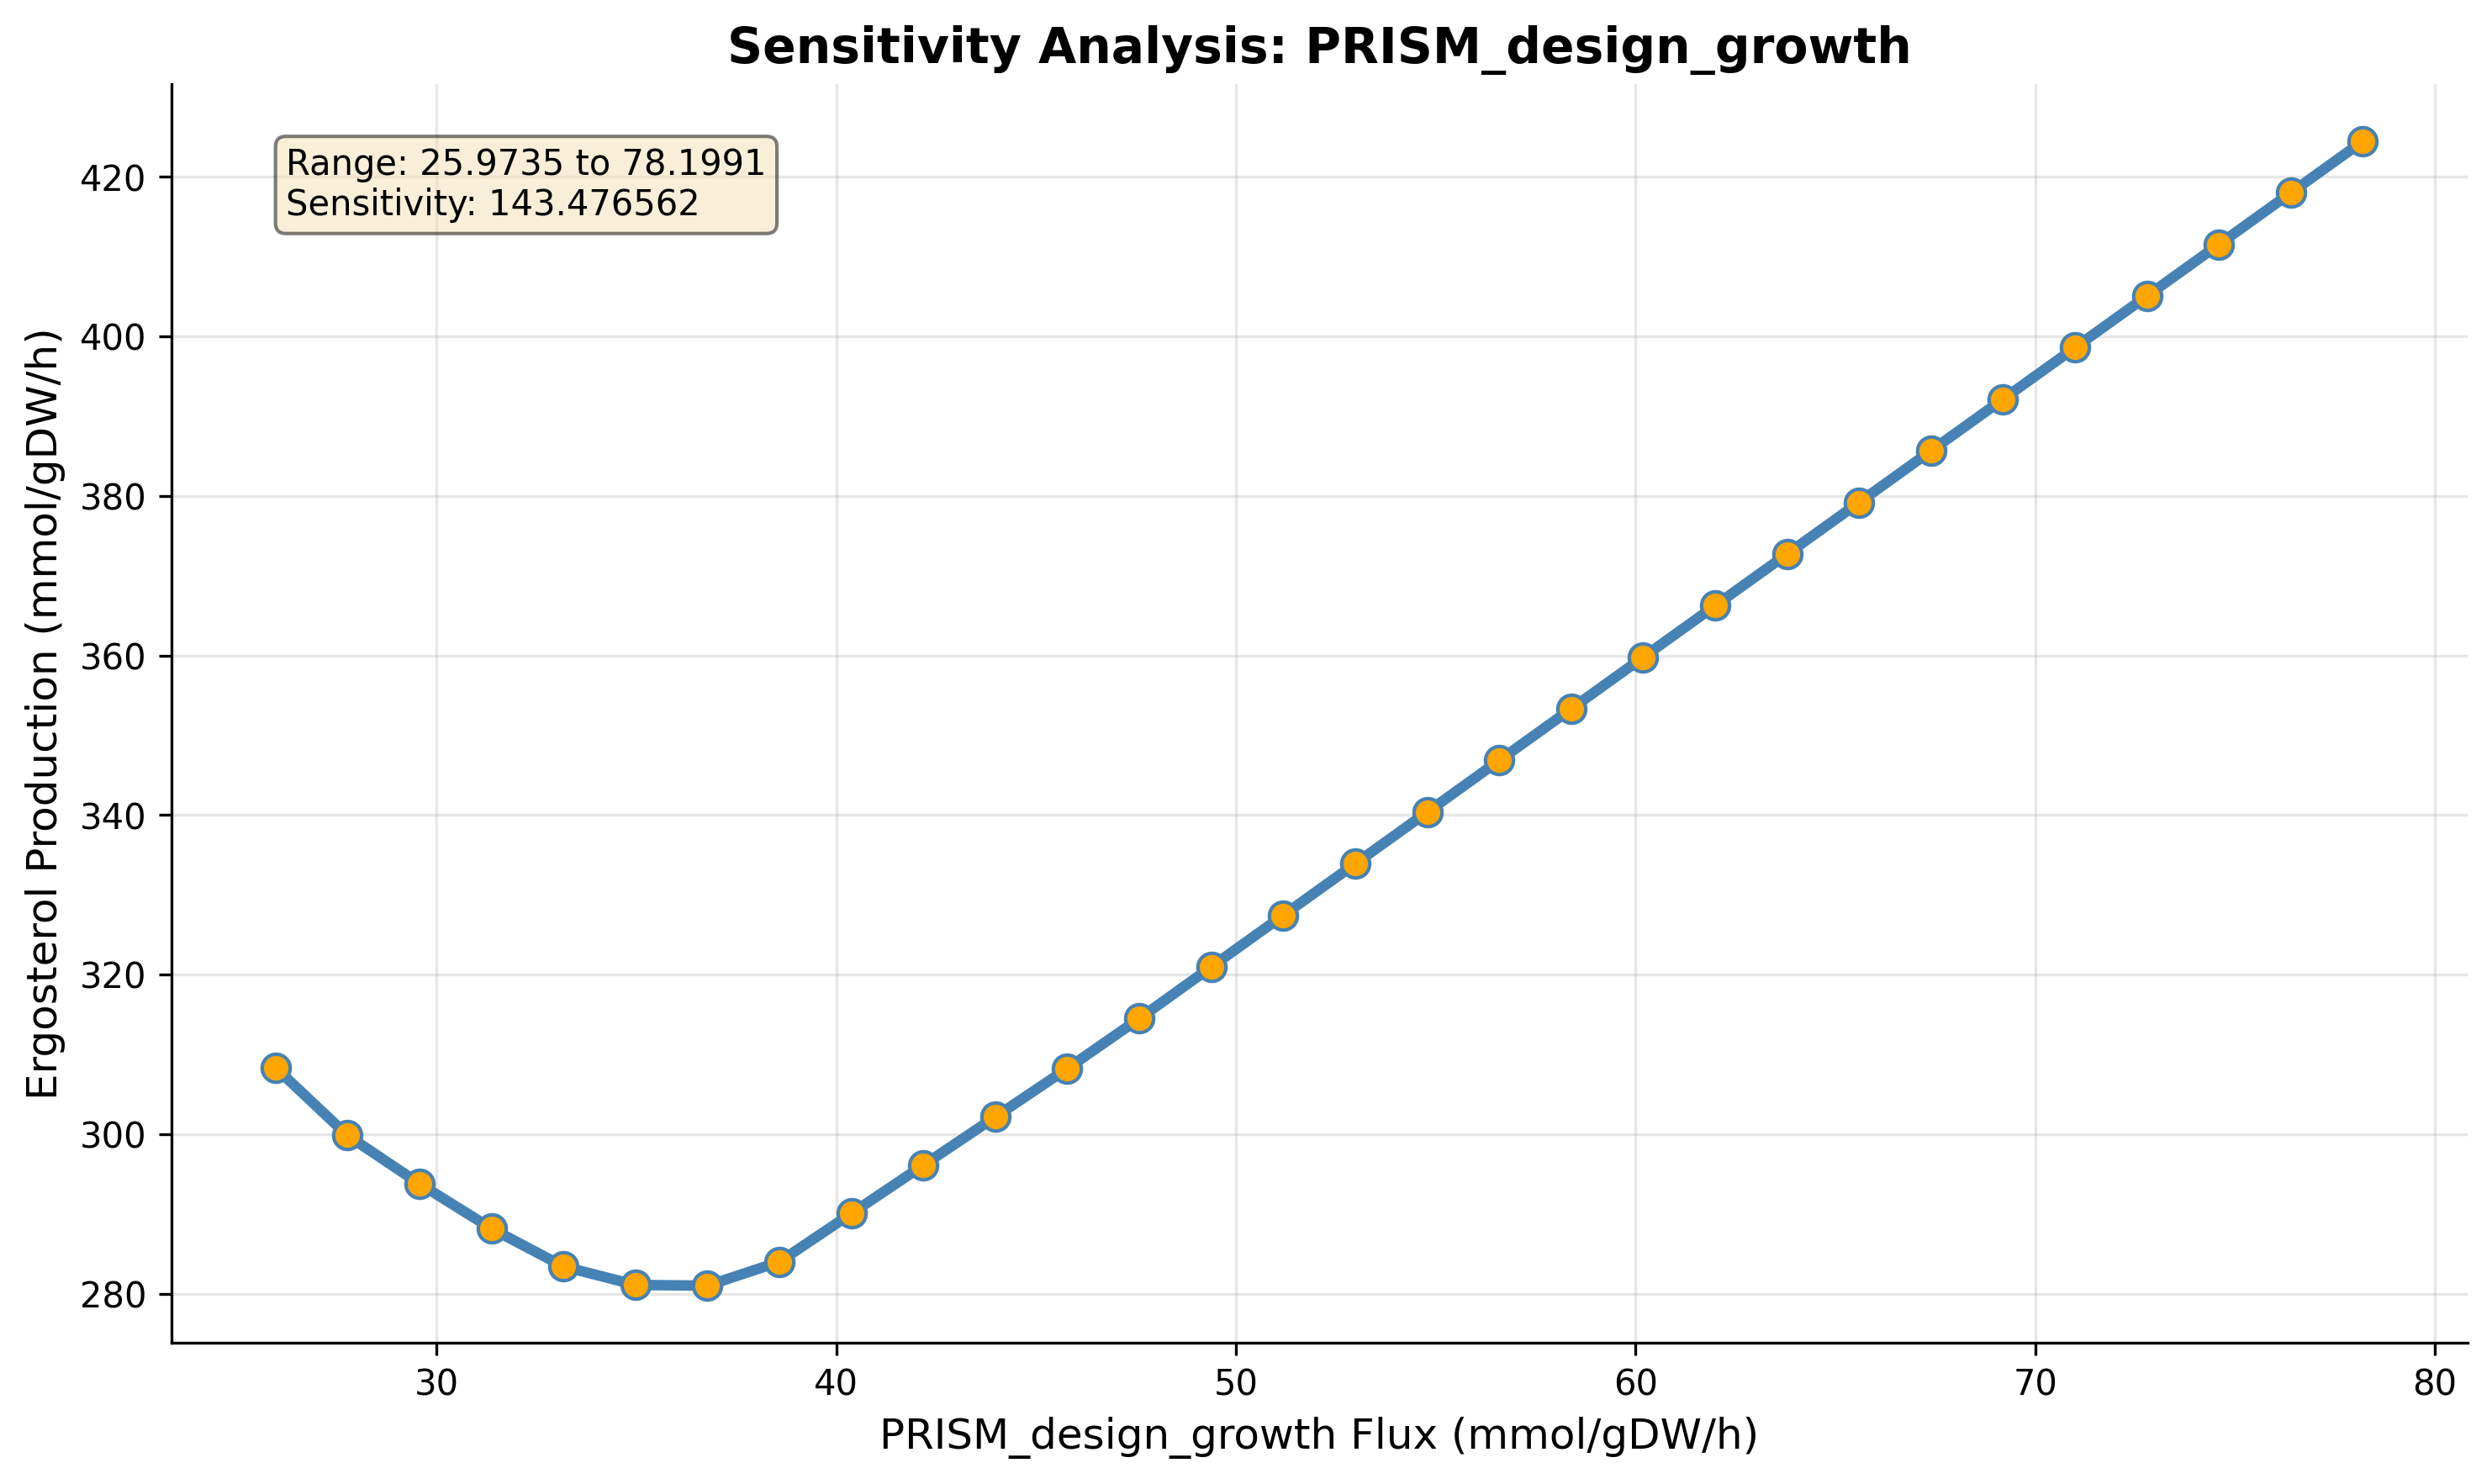 Sensitivity Analysis: PRISM_design_growth
Range: 25.9735 to 78.1991
Sensitivity: 143.476562
Ergosterol Production (mmol/gDW/h)
420
400
380
360
340
320
300
280
30
40
50
60
70
80
PRISM_design_growth Flux (mmol/gDW/h)